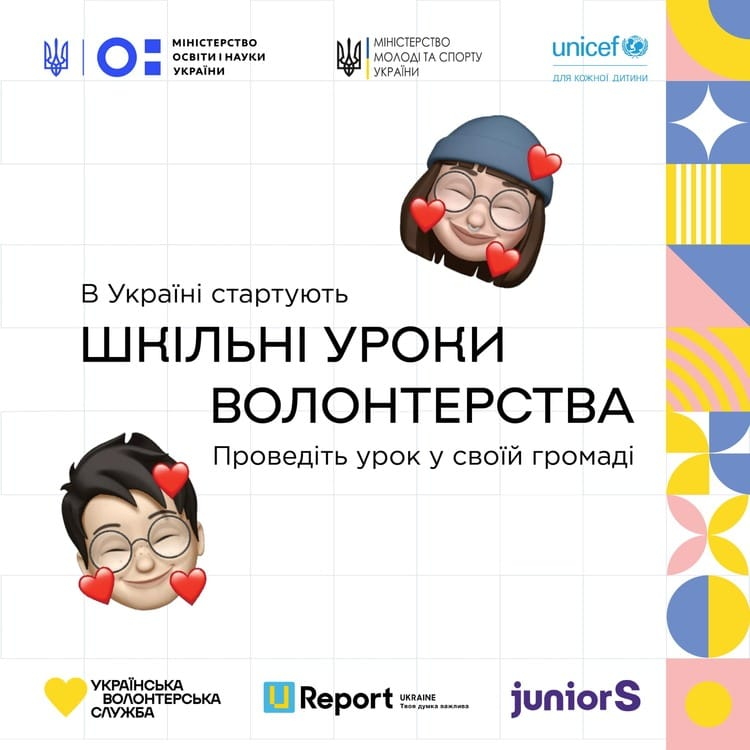 МІНІСТЕРСТВО
ОСВІТИ І НАУКИ
УКРАЇНИ
МІНІСТЕРСТВО
МОЛОДІ ТА СПОРТУ
УКРАЇНИ
unicef
ДЛЯ КОЖНОЇ ДИТИНИ
В Україні стартують
ШКІЛЬНІ УРОКИ
ВОЛОНТЕРСТВА
Проведіть урок у своїй громаді
УКРАЇНСЬКА
ВОЛОНТЕРСЬКА
СЛУЖБА
U Report UKRAINE
Твоя думка важлива
juniorS